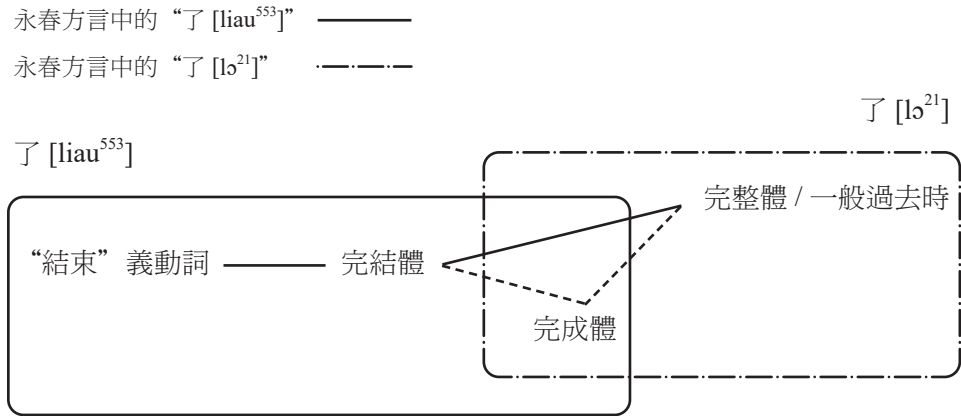 永春方言中的“了 [liau⁵⁵³]”
永春方言中的“了 [lɔ²¹]”
了 [lɔ²¹]
了 [liau⁵⁵³]
完整體 / 一般過去時
“結束”義動詞
完結體
完成體